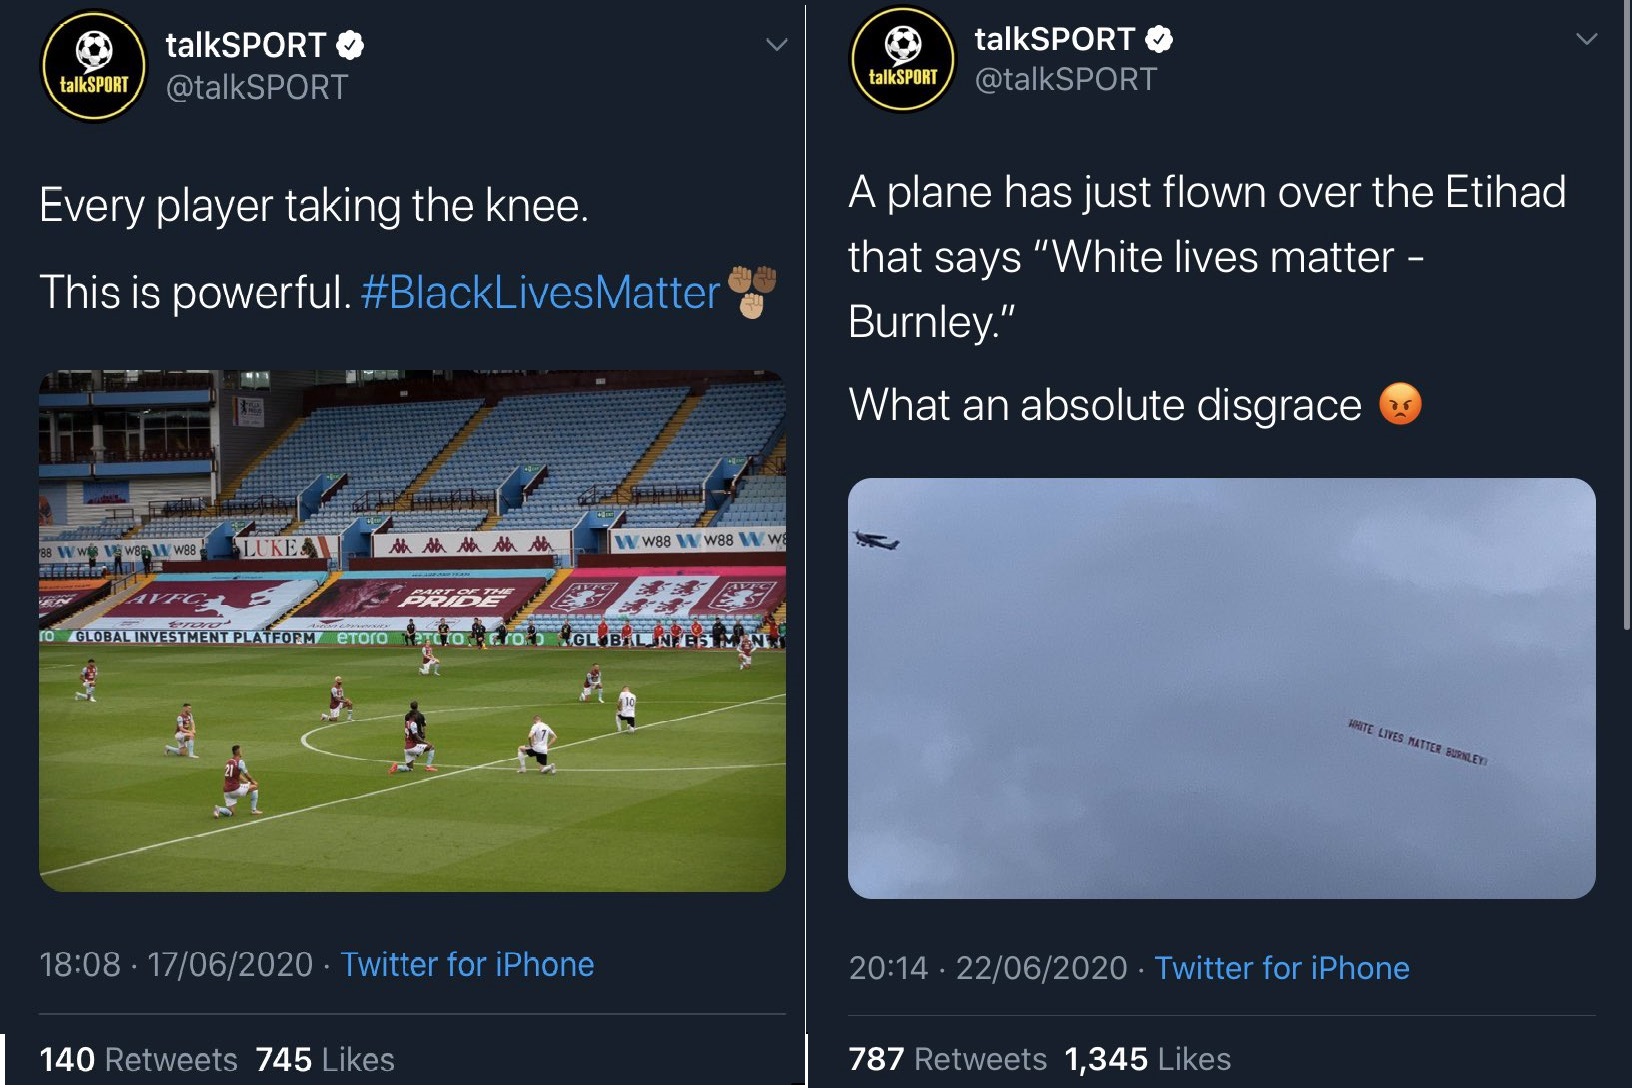 talkSPORT
talkSPORT
@talkSPORT
Every player taking the knee.
This is powerful. #BlackLivesMatter
W88 W88 W88
LUKE
W88 W88
AVFC
PART OF THE
PRIDE
AVFC
AVFC
etoro
Aston University
GLOBAL INVESTMENT PLATFORM
etoro
21
7
10
18:08 · 17/06/2020 · Twitter for iPhone
140 Retweets 745 Likes
talkSPORT
talkSPORT
@talkSPORT
A plane has just flown over the Etihad
that says “White lives matter -
Burnley.”
What an absolute disgrace
WHITE LIVES MATTER BURNLEY!
20:14 · 22/06/2020 · Twitter for iPhone
787 Retweets 1,345 Likes